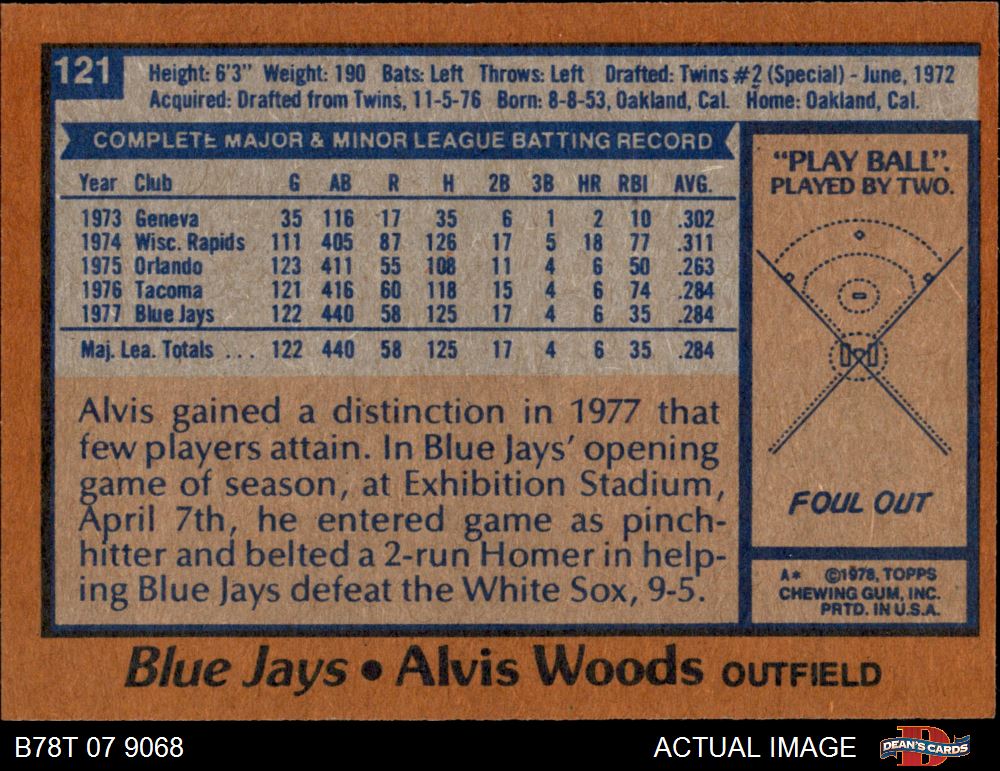 121
Height: 6'3" Weight: 190 Bats: Left Throws: Left Drafted: Twins #2 (Special) - June, 1972
Acquired: Drafted from Twins, 11-5-76 Born: 8-8-53, Oakland, Cal. Home: Oakland, Cal.
COMPLETE MAJOR & MINOR LEAGUE BATTING RECORD
Year Club G AB R H 2B 3B HR RBI AVG.
1973 Geneva 35 116 17 35 6 1 2 10 .302
1974 Wisc. Rapids 111 405 87 126 17 5 18 77 .311
1975 Orlando 123 411 55 108 11 4 6 50 .263
1976 Tacoma 121 416 60 118 15 4 6 74 .284
1977 Blue Jays 122 440 58 125 17 4 6 35 .284
Maj. Lea. Totals ... 122 440 58 125 17 4 6 35 .284
Alvis gained a distinction in 1977 that
few players attain. In Blue Jays' opening
game of season, at Exhibition Stadium,
April 7th, he entered game as pinch-
hitter and belted a 2-run Homer in help-
ing Blue Jays defeat the White Sox, 9-5.
"PLAY BALL".
PLAYED BY TWO.
FOUL OUT
A* ©1978, TOPPS
CHEWING GUM, INC.
PRTD. IN U.S.A.
Blue Jays • Alvis Woods OUTFIELD
B78T 07 9068
ACTUAL IMAGE
DEAN'S CARDS